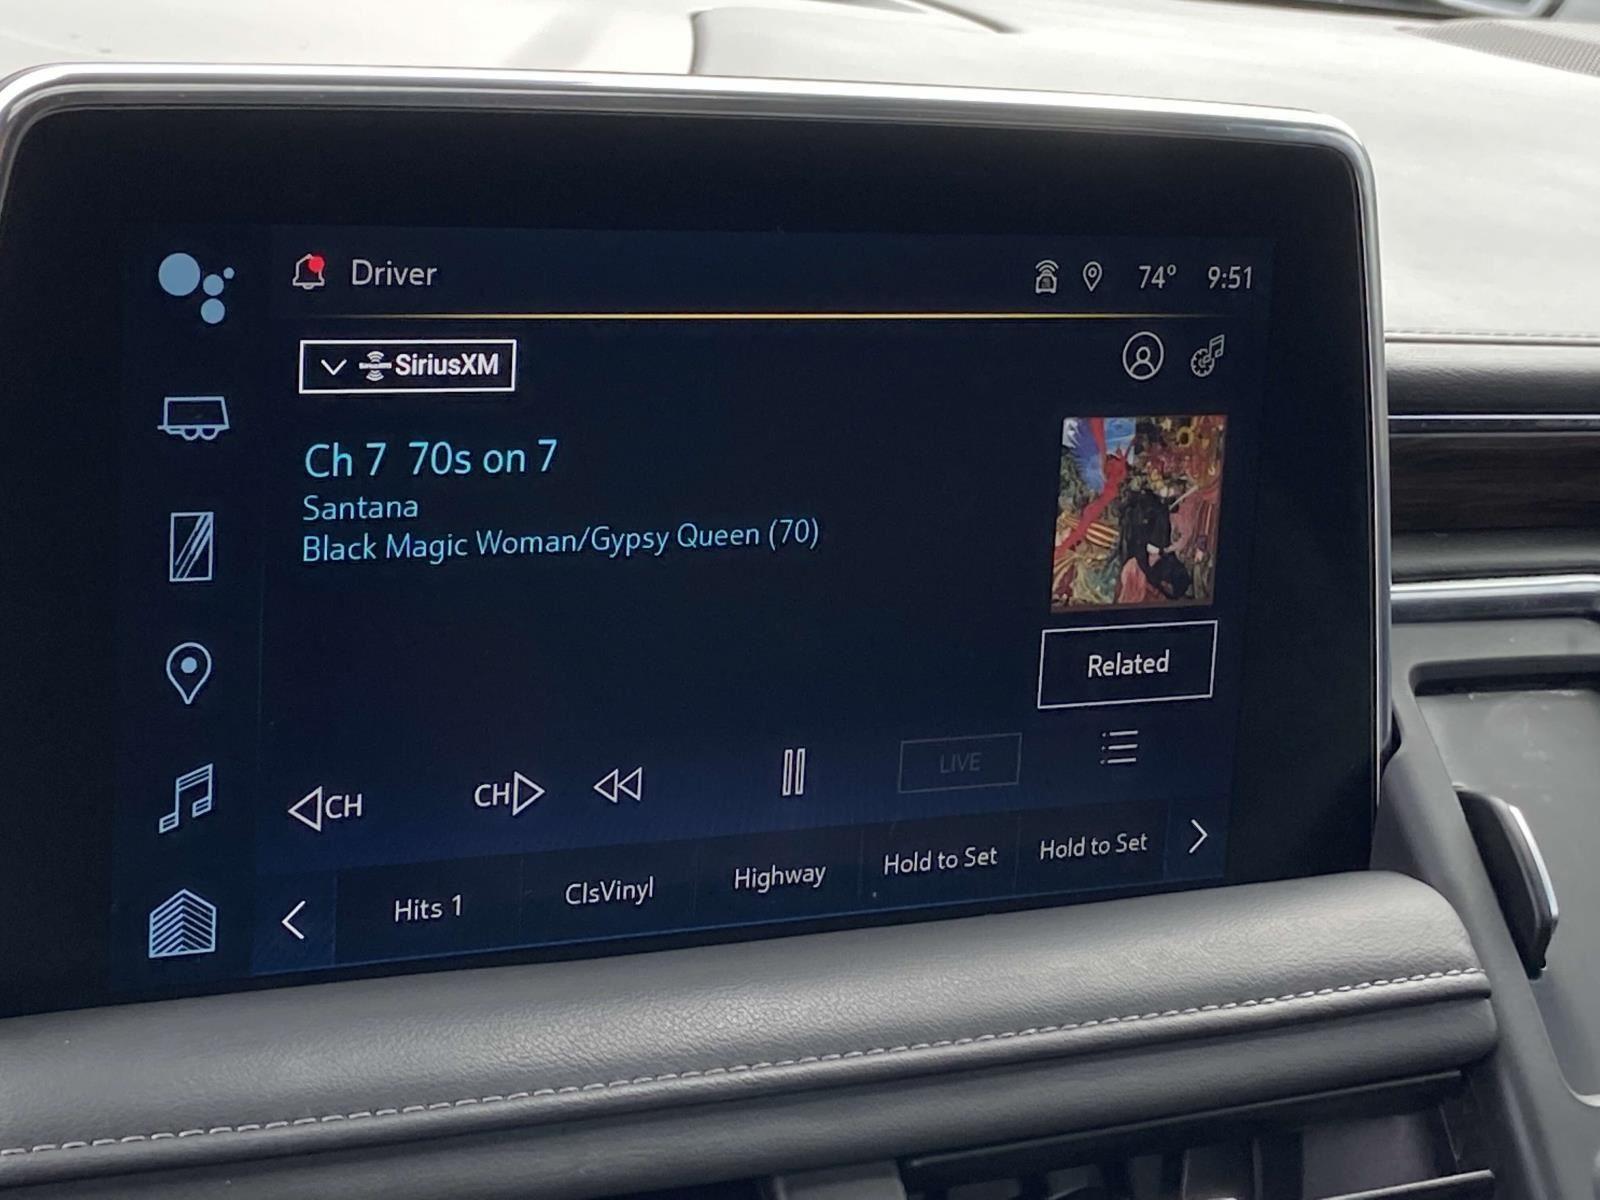 Driver
74° 9:51
SiriusXM
Ch 7 70s on 7
Santana
Black Magic Woman/Gypsy Queen (70)
Related
CH CH LIVE
Hits 1 ClsVinyl Highway Hold to Set Hold to Set